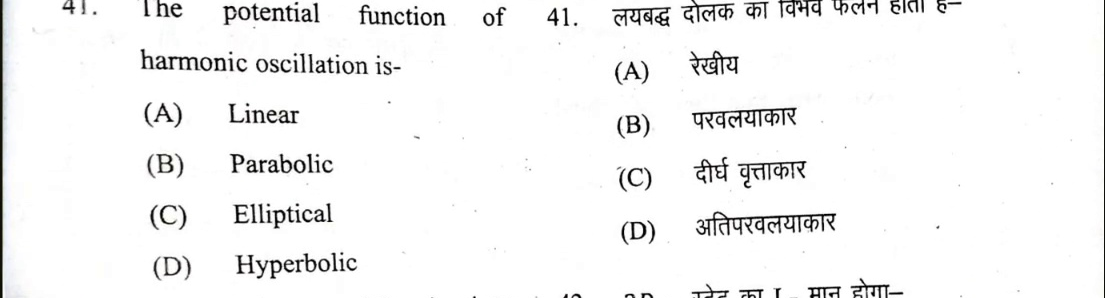 41. The potential function of
harmonic oscillation is-
(A) Linear
(B) Parabolic
(C) Elliptical
(D) Hyperbolic
41. लयबद्ध दोलक का विभव फलन होता है–
(A) रेखीय
(B) परवलयाकार
(C) दीर्घ वृत्ताकार
(D) अतिपरवलयाकार
का मान होगा–